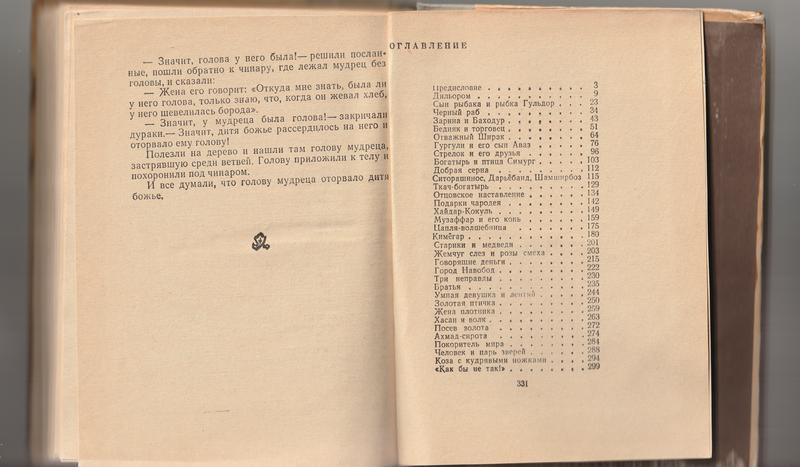 — Значит, голова у него была!— решили послан-
ные, пошли обратно к чинару, где лежал мудрец без
головы, и сказали:
— Жена его говорит: «Откуда мне знать, была ли
у него голова, только знаю, что, когда он жевал хлеб,
у него шевелилась борода».
— Значит, у мудреца была голова!— закричали
дураки.— Значит, дитя божье рассердилось на него и
оторвало ему голову!
Полезли на дерево и нашли там голову мудреца,
застрявшую среди ветвей. Голову приложили к телу и
похоронили под чинаром.
И все думали, что голову мудреца оторвало дитя
божье.
ОГЛАВЛЕНИЕ
Предисловие . . . . . . . . . 3
Дильором . . . . . . . . . . 9
Сын рыбака и рыбка Гульдор . . . 23
Черный раб . . . . . . . . . 34
Зарина и Баходур . . . . . . . 43
Бедняк и торговец . . . . . . . 51
Отважный Ширак . . . . . . . 64
Гургули и его сын Аваз . . . . . 76
Стрелок и его друзья . . . . . . 96
Богатырь и птица Симург . . . . . 103
Добрая серна . . . . . . . . 112
Ситорашинос, Дарьёбанд, Шамширбоз 115
Ткач-богатырь . . . . . . . . 129
Отцовское наставление . . . . . . 134
Подарки чародея . . . . . . . 142
Хайдар-Кокуль . . . . . . . . 149
Музаффар и его конь . . . . . . 159
Цапля-волшебница . . . . . . . 175
Кимёгар . . . . . . . . . . 180
Старики и медведи . . . . . . . 201
Жемчуг слез и розы смеха . . . . 203
Говорящие деньги . . . . . . . 215
Город Навобод . . . . . . . . 222
Три неправды . . . . . . . . 230
Братья . . . . . . . . . . 235
Умная девушка и лентяй . . . . . 244
Золотая птичка . . . . . . . . 250
Жена плотника . . . . . . . . 259
Хасан и волк . . . . . . . . 263
Посев золота . . . . . . . . 272
Ахмад-сирота . . . . . . . . 274
Покоритель мира . . . . . . . 284
Человек и царь зверей . . . . . . 288
Коза с кудрявыми ножками . . . . 294
«Как бы не так!» . . . . . . . 299
331